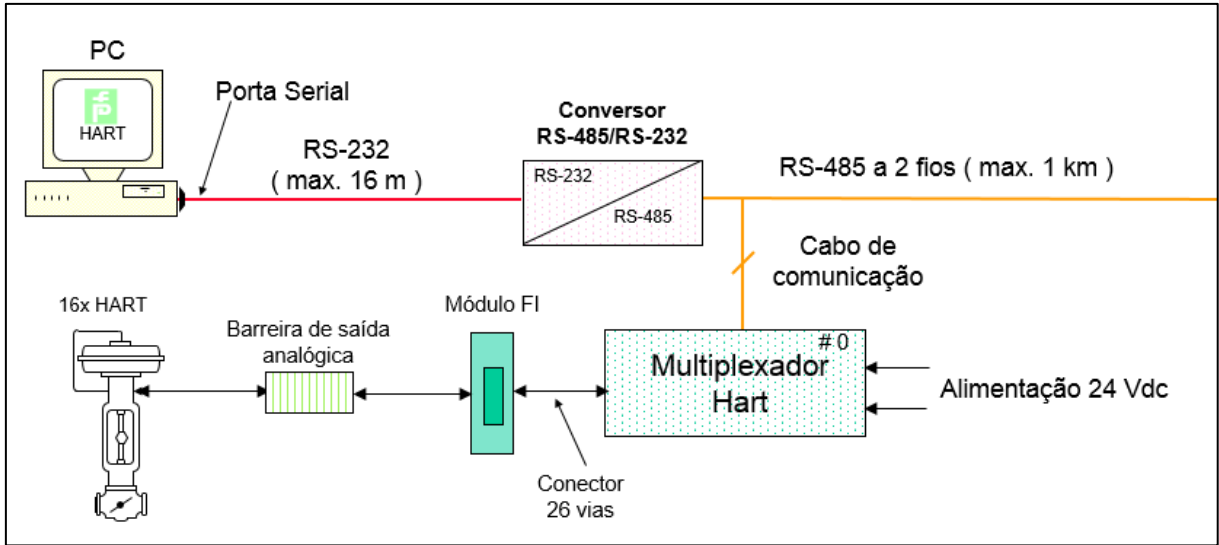 PC
HART
Porta Serial
RS-232
( max. 16 m )
Conversor
RS-485/RS-232
RS-232
RS-485
RS-485 a 2 fios ( max. 1 km )
Cabo de
comunicação
16x HART
Barreira de saída
analógica
Módulo FI
Conector
26 vias
# 0
Multiplexador
Hart
Alimentação 24 Vdc